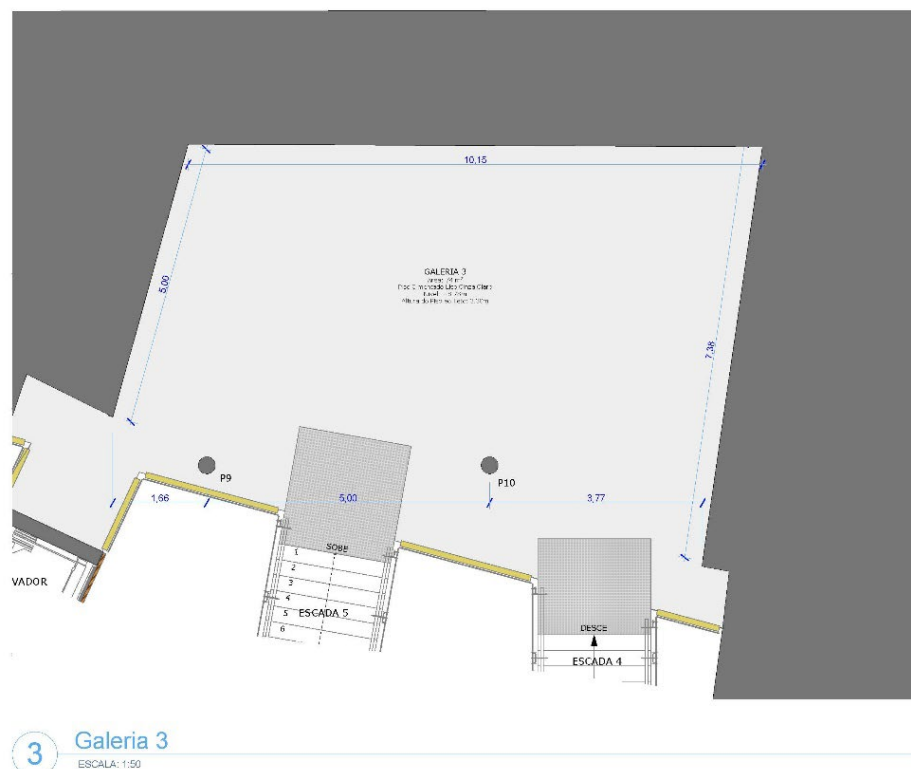 10,15
5,00
GALERIA 3
7,38
P9
P10
1,66
5,00
3,77
SOBE
1
2
3
4
5
6
ESCADA 5
VADOR
DESCE
ESCADA 4
3
Galeria 3
ESCALA: 1:50